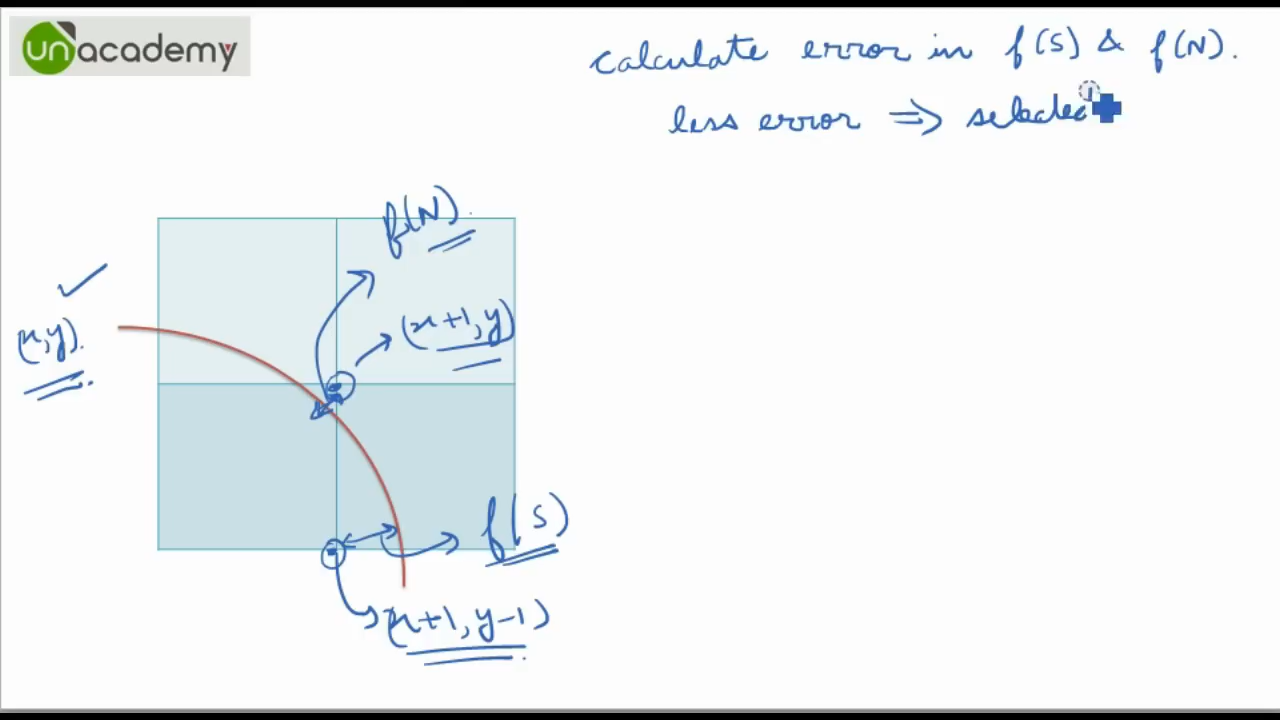 unacademy
calculate error in f(S) & f(N).
less error ⇒ selected
f(N).
(x+1, y)
(x,y).
f(S)
(x+1, y-1)